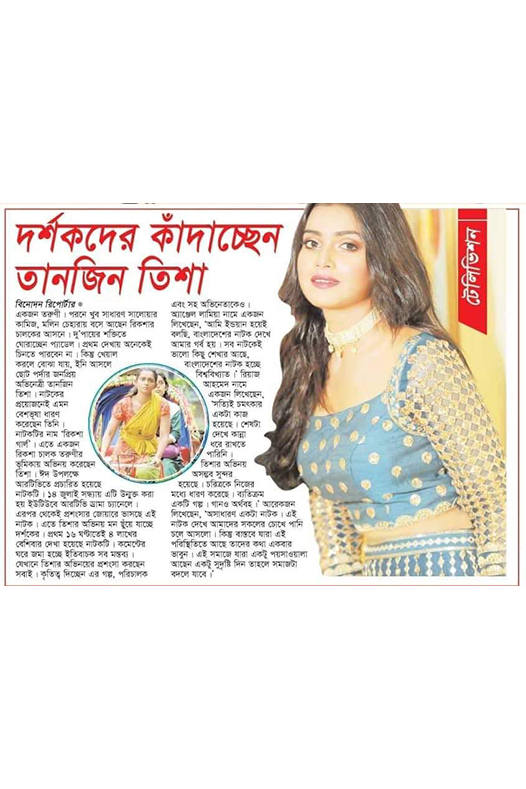 দর্শকদের কাঁদাচ্ছেন
তানজিন তিশা
টেলিভিশন
বিনোদন রিপোর্টার
একজন তরুণী। পরনে খুব সাধারণ সালোয়ার
কামিজ, মলিন চেহারায় বসে আছেন রিকশার
চালকের আসনে। দু'পায়ের শক্তিতে
ঘোরাচ্ছেন প্যাডেল। প্রথম দেখায় অনেকেই
চিনতে পারবেন না। কিন্তু খেয়াল
করলে বোঝা যায়, ইনি আসলে
ছোট পর্দার জনপ্রিয়
অভিনেত্রী তানজিন
তিশা। নাটকের
প্রয়োজনেই এমন
বেশভূষা ধারণ
করেছেন তিনি।
নাটকটির নাম 'রিকশা
গার্ল'। এতে একজন
রিকশা চালক তরুণীর
ভূমিকায় অভিনয় করেছেন
তিশা। ঈদ উপলক্ষে
আরটিভিতে প্রচারিত হয়েছে
নাটকটি। ১৪ জুলাই সন্ধ্যায় এটি উন্মুক্ত করা
হয় ইউটিউবে আরটিভি ড্রামা চ্যানেলে।
এরপর থেকেই প্রশংসার জোয়ারে ভাসছে এই
নাটক। এতে তিশার অভিনয় মন ছুঁয়ে যাচ্ছে
দর্শকের। প্রথম ১৬ ঘণ্টাতেই ৪ লাখের
বেশিবার দেখা হয়েছে নাটকটি। কমেন্টের
ঘরে জমা হচ্ছে ইতিবাচক সব মন্তব্য।
যেখানে তিশার অভিনয়ের প্রশংসা করছেন
সবাই। কৃতিত্ব দিচ্ছেন এর গল্প, পরিচালক
এবং সহ অভিনেতাকেও।
অ্যাঞ্জেল লামিয়া নামে একজন
লিখেছেন, 'আমি ইন্ডিয়ান হয়েই
বলছি, বাংলাদেশের নাটক দেখে
আমার গর্ব হয়। সব নাটকেই
ভালো কিছু শেখার আছে,
বাংলাদেশের নাটক হচ্ছে
বিশ্ববিখ্যাত।' রিয়াজ
আহমেদ নামে
একজন লিখেছেন,
'সত্যিই চমৎকার
একটা কাজ
হয়েছে। শেষটা
দেখে কান্না
ধরে রাখতে
পারিনি।
তিশার অভিনয়
অসম্ভব সুন্দর
হয়েছে। চরিত্রকে নিজের
মধ্যে ধারণ করেছে। ব্যতিক্রম
একটি গল্প। গানও অর্থবহ।' আরেকজন
লিখেছেন, 'অসাধারণ একটা নাটক। এই
নাটক দেখে আমাদের সকলের চোখে পানি
চলে আসলো। কিন্তু বাস্তবে যারা এই
পরিস্থিতিতে আছে তাদের কথা একবার
ভাবুন। এই সমাজে যারা একটু পয়সাওয়ালা
আছেন একটু সুদৃষ্টি দিন তাহলে সমাজটা
বদলে যাবে।'